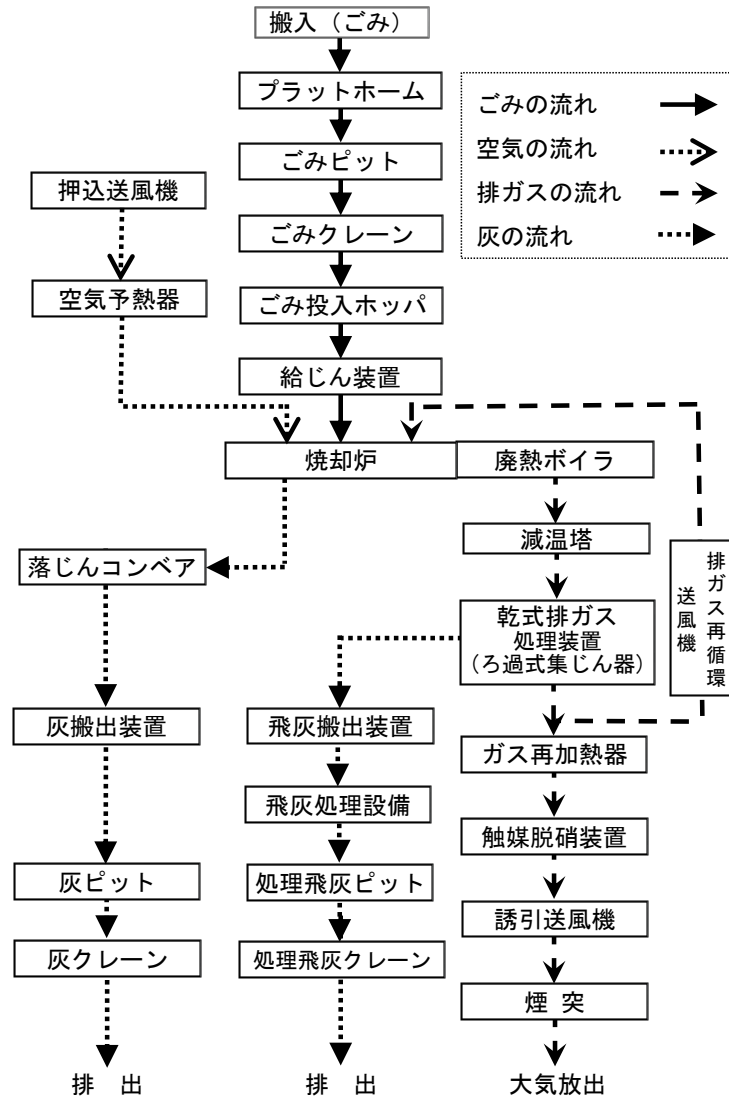 搬入（ごみ）
プラットホーム
ごみピット
ごみクレーン
ごみ投入ホッパ
給じん装置
ごみの流れ
空気の流れ
排ガスの流れ
灰の流れ
押込送風機
空気予熱器
焼却炉
廃熱ボイラ
減温塔
排ガス再循環
送風機
落じんコンベア
乾式排ガス
処理装置
（ろ過式集じん器）
灰搬出装置
飛灰搬出装置
ガス再加熱器
飛灰処理設備
触媒脱硝装置
灰ピット
処理飛灰ピット
誘引送風機
灰クレーン
処理飛灰クレーン
煙 突
排 出
排 出
大気放出